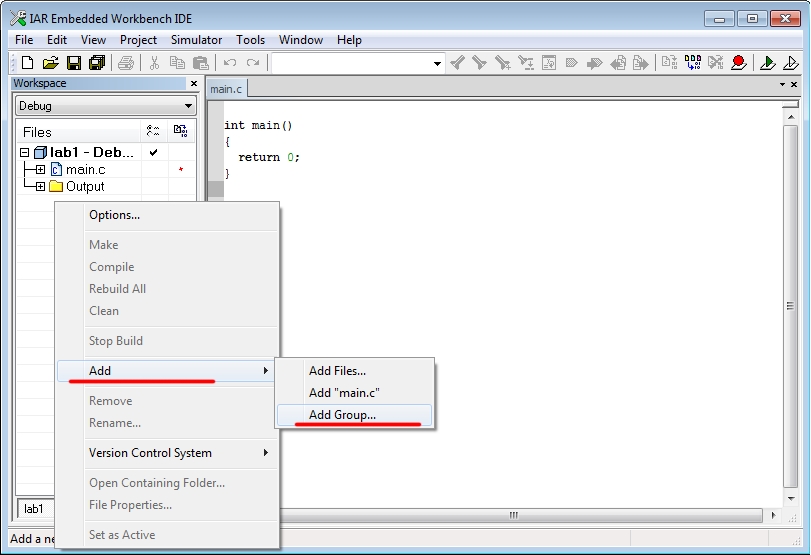 IAR Embedded Workbench IDE
File Edit View Project Simulator Tools Window Help
Workspace
main.c
Debug
Files
int main()
{
lab1 - Deb...
return 0;
main.c
}
Output
Options...
Make
Compile
Rebuild All
Clean
Stop Build
Add
Add Files...
Add "main.c"
Add Group...
Remove
Rename...
Version Control System
Open Containing Folder...
File Properties...
lab1
Set as Active
Add a ne